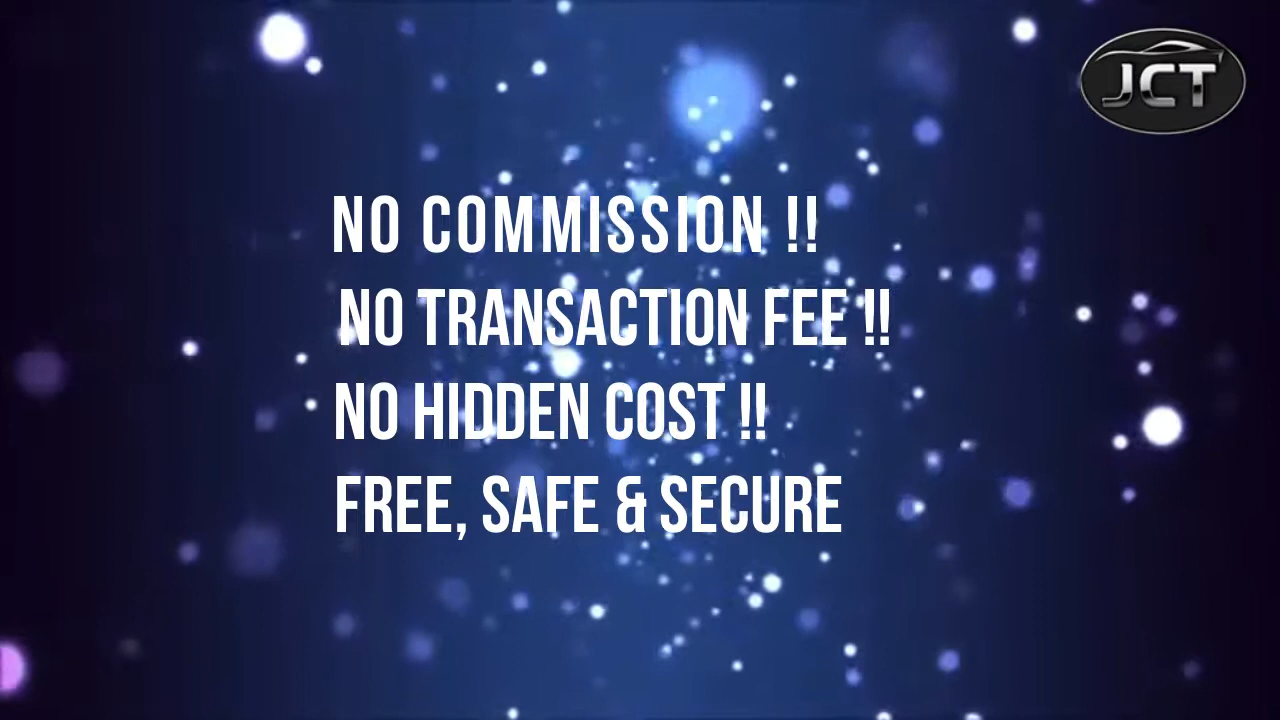 JCT
NO COMMISSION !!
NO TRANSACTION FEE !!
NO HIDDEN COST !!
FREE, SAFE & SECURE